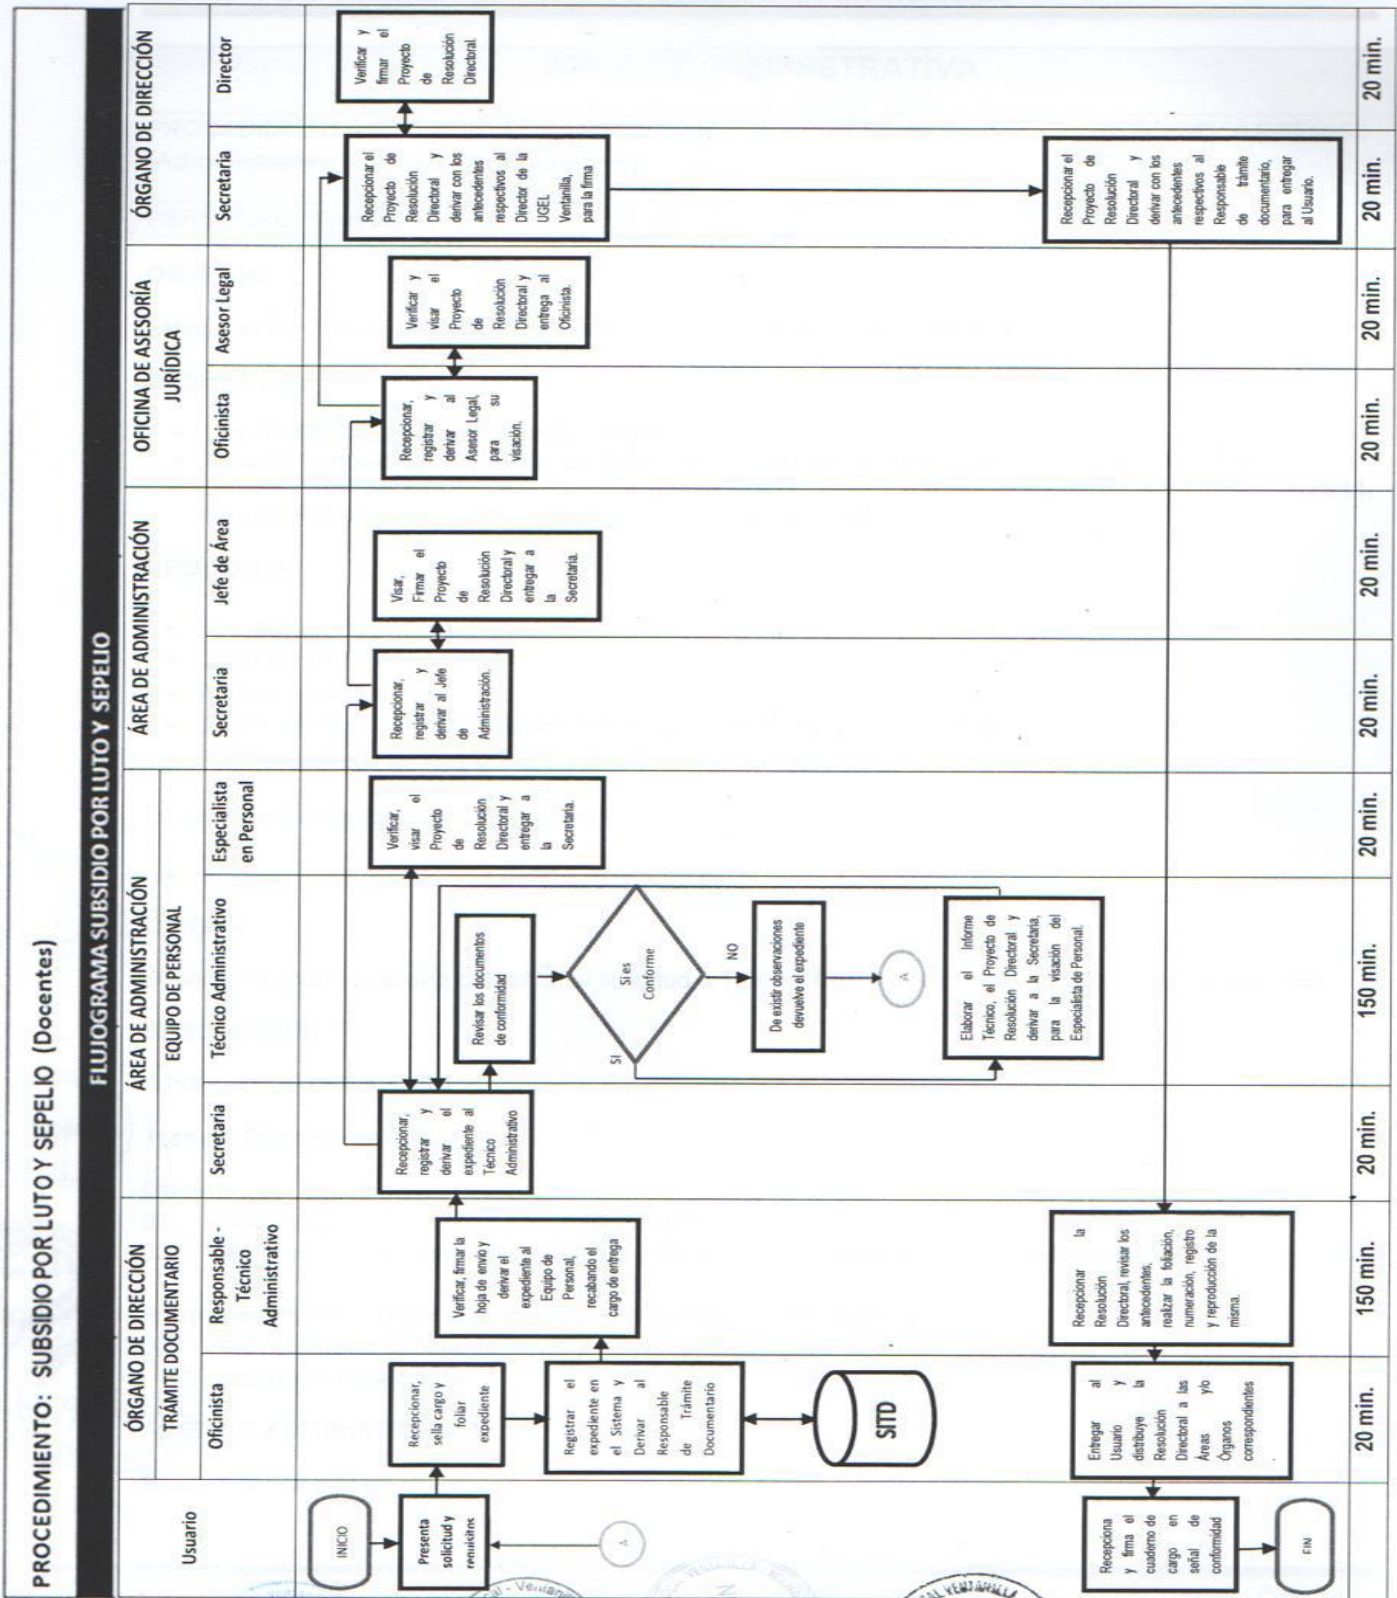 PROCEDIMIENTO: SUBSIDIO POR LUTO Y SEPELIO (Docentes)
FLUJOGRAMA SUBSIDIO POR LUTO Y SEPELIO
Usuario
ÓRGANO DE DIRECCIÓN
TRÁMITE DOCUMENTARIO
Oficinista
Responsable -
Técnico
Administrativo
ÁREA DE ADMINISTRACIÓN
EQUIPO DE PERSONAL
Secretaria
Técnico Administrativo
Especialista
en Personal
ÁREA DE ADMINISTRACIÓN
Secretaria
Jefe de Área
OFICINA DE ASESORÍA
JURÍDICA
Oficinista
Asesor Legal
ÓRGANO DE DIRECCIÓN
Secretaria
Director
INICIO
Presenta
solicitud y
requisitos
A
Recepcionar,
sella cargo y
foliar
expediente
Registrar el
expediente en
el Sistema y
Derivar al
Responsable
de Trámite
Documentario
SITD
Verificar, firmar la
hoja de envío y
derivar el
expediente al
Equipo de
Personal,
recabando el
cargo de entrega
Recepcionar,
registrar y
derivar el
expediente al
Técnico
Administrativo
Revisar los documentos
de conformidad
Si es
Conforme
SI
NO
De existir observaciones
devuelve el expediente
A
Elaborar el Informe
Técnico, el Proyecto de
Resolución Directoral y
derivar a la Secretaria,
para la visación del
Especialista de Personal.
Verificar,
visar el
Proyecto
de
Resolución
Directoral y
entregar a
la
Secretaria.
Recepcionar,
registrar y
derivar al Jefe
de
Administración.
Visar,
Firmar el
Proyecto
de
Resolución
Directoral y
entregar a
la
Secretaria.
Recepcionar,
registrar y
derivar al
Asesor Legal,
para su
visación.
Verificar y
visar el
Proyecto
de
Resolución
Directoral y
entrega al
Oficinista.
Recepcionar el
Proyecto de
Resolución
Directoral y
derivar con los
antecedentes
respectivos al
Director de la
UGEL
Ventanilla,
para la firma
Verificar y
firmar el
Proyecto
de
Resolución
Directoral.
Recepcionar el
Proyecto de
Resolución
Directoral y
derivar con los
antecedentes
respectivos al
Responsable
de trámite
documentario,
para entregar
al Usuario.
Recepcionar la
Resolución
Directoral, revisar los
antecedentes,
realizar la foliación,
numeración, registro
y reproducción de la
misma.
Entregar al
Usuario y
distribuye la
Resolución
Directoral a las
Áreas y/o
Órganos
correspondientes
Recepciona
y firma el
cuaderno de
cargo en
señal de
conformidad
FIN
20 min.
150 min.
20 min.
150 min.
20 min.
20 min.
20 min.
20 min.
20 min.
20 min.
20 min.